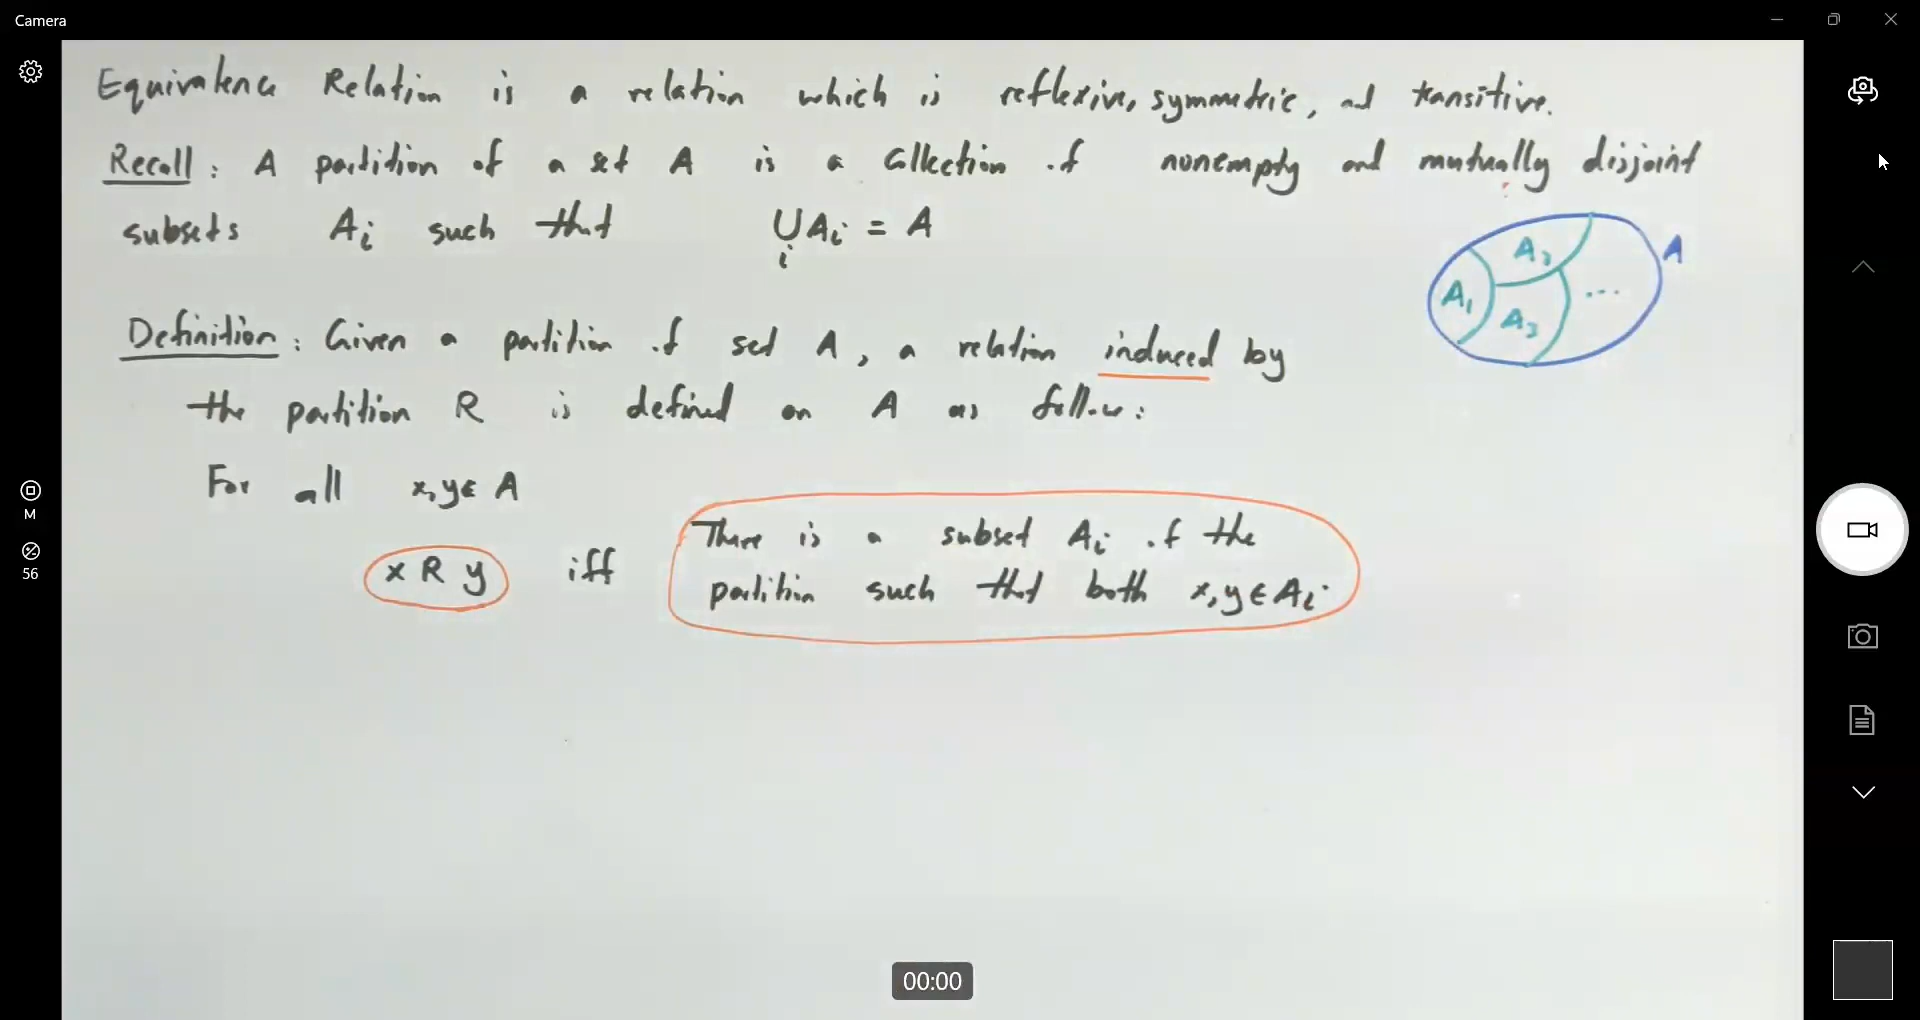 Camera
Equivalence Relation is a relation which is reflexive, symmetric, and transitive.
Recall: A partition of a set A is a collection of nonempty and mutually disjoint
subsets Ai such that ∪Ai = A
i
A
A2
A1
A3
...
Definition: Given a partition of set A, a relation induced by
the partition R is defined on A as follow:
For all x,y∈ A
x R y iff There is a subset Ai of the
partition such that both x,y∈Ai.
M
56
00:00